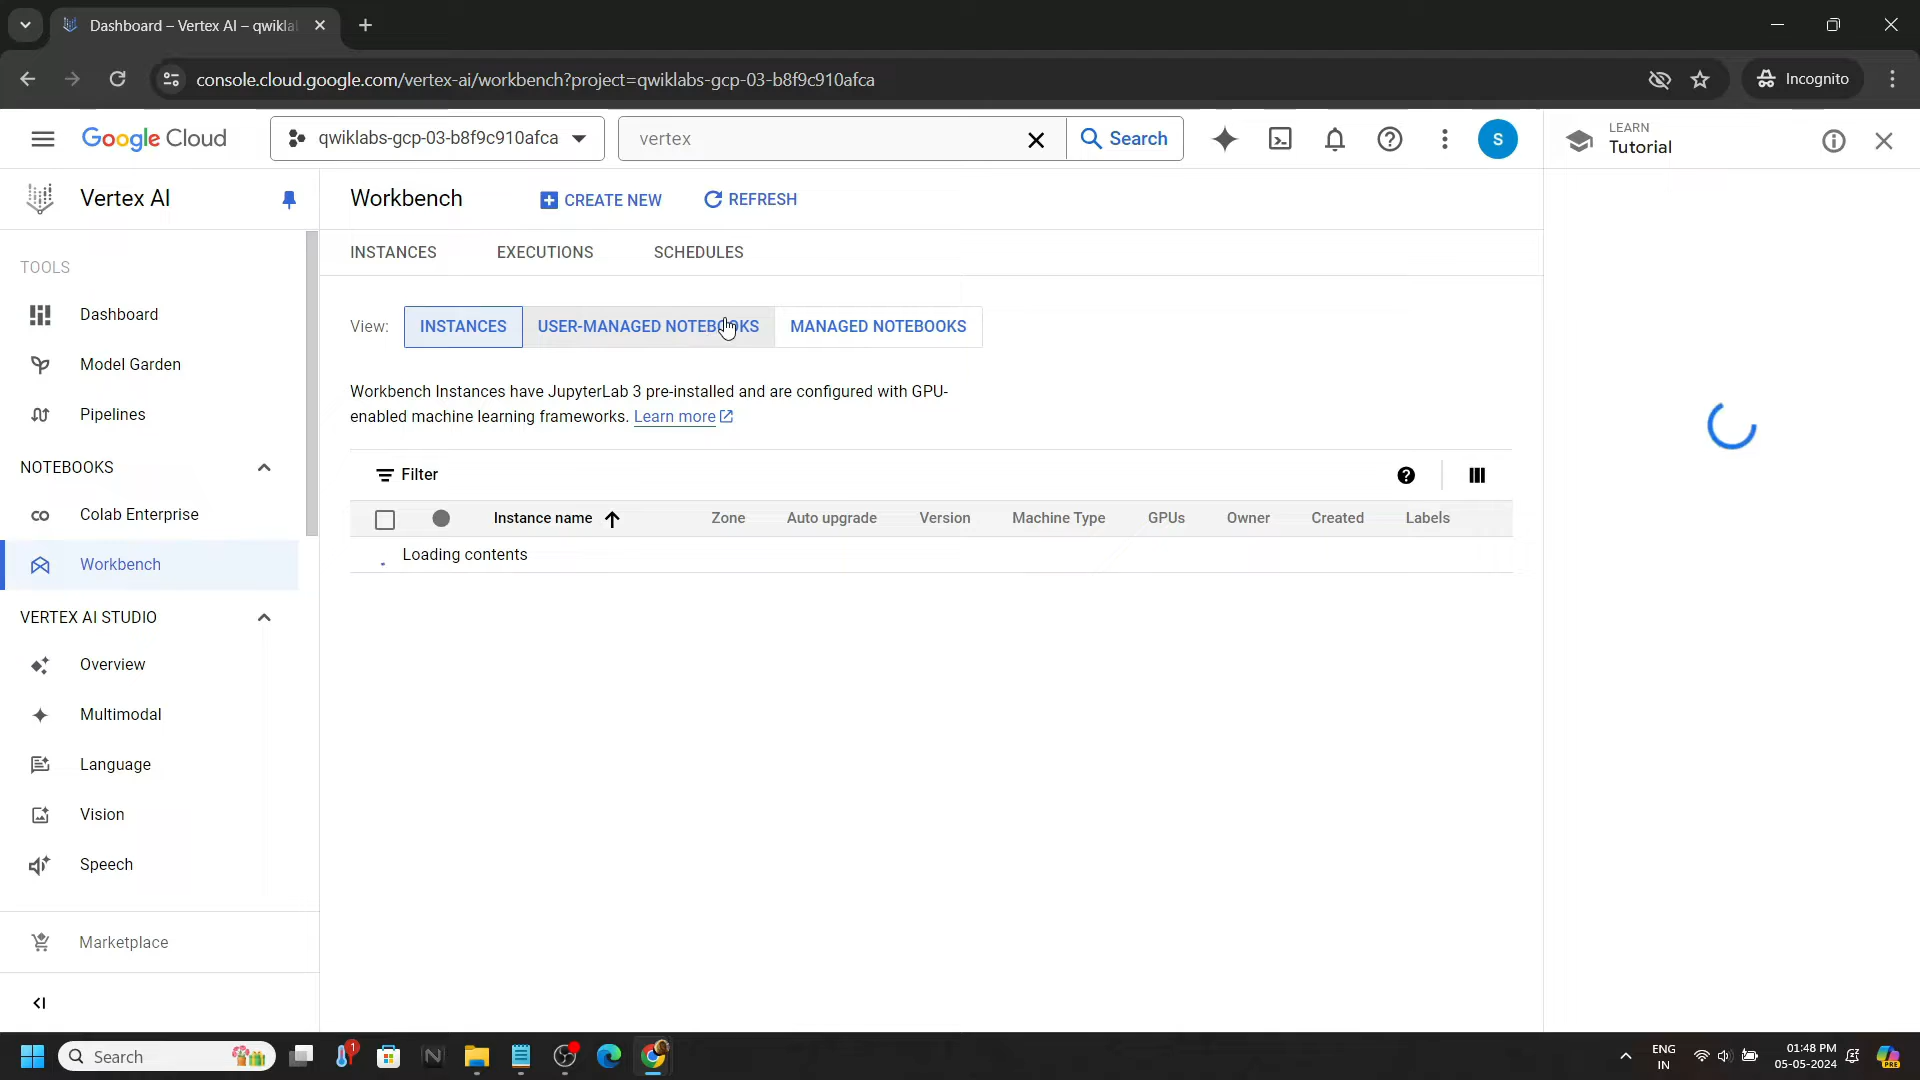 Dashboard – Vertex AI – qwikla
console.cloud.google.com/vertex-ai/workbench?project=qwiklabs-gcp-03-b8f9c910afca
Incognito
Google Cloud
qwiklabs-gcp-03-b8f9c910afca
vertex
Search
S
LEARN
Tutorial
Vertex AI
Workbench
CREATE NEW
REFRESH
INSTANCES
EXECUTIONS
SCHEDULES
TOOLS
Dashboard
Model Garden
Pipelines
NOTEBOOKS
Colab Enterprise
Workbench
VERTEX AI STUDIO
Overview
Multimodal
Language
Vision
Speech
Marketplace
View:
INSTANCES
USER-MANAGED NOTEBOOKS
MANAGED NOTEBOOKS
Workbench Instances have JupyterLab 3 pre-installed and are configured with GPU-
enabled machine learning frameworks. Learn more
Filter
Instance name
Zone
Auto upgrade
Version
Machine Type
GPUs
Owner
Created
Labels
Loading contents
Search
1
ENG
IN
01:48 PM
05-05-2024
PRE